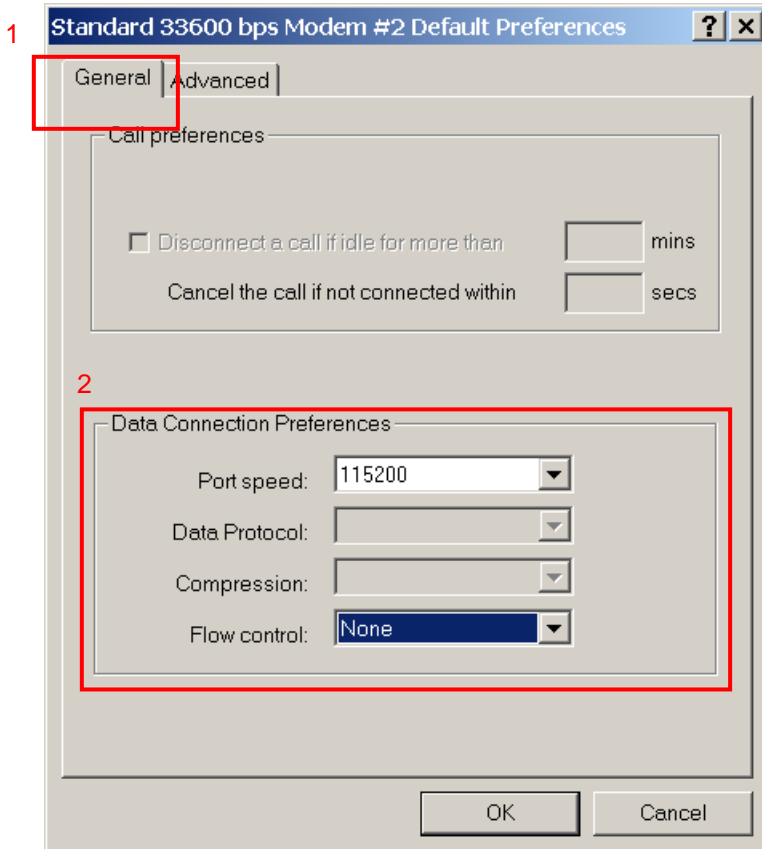 1
Standard 33600 bps Modem #2 Default Preferences
General
Advanced
Call preferences
Disconnect a call if idle for more than
mins
Cancel the call if not connected within
secs
2
Data Connection Preferences
Port speed:
115200
Data Protocol:
Compression:
Flow control:
None
OK
Cancel